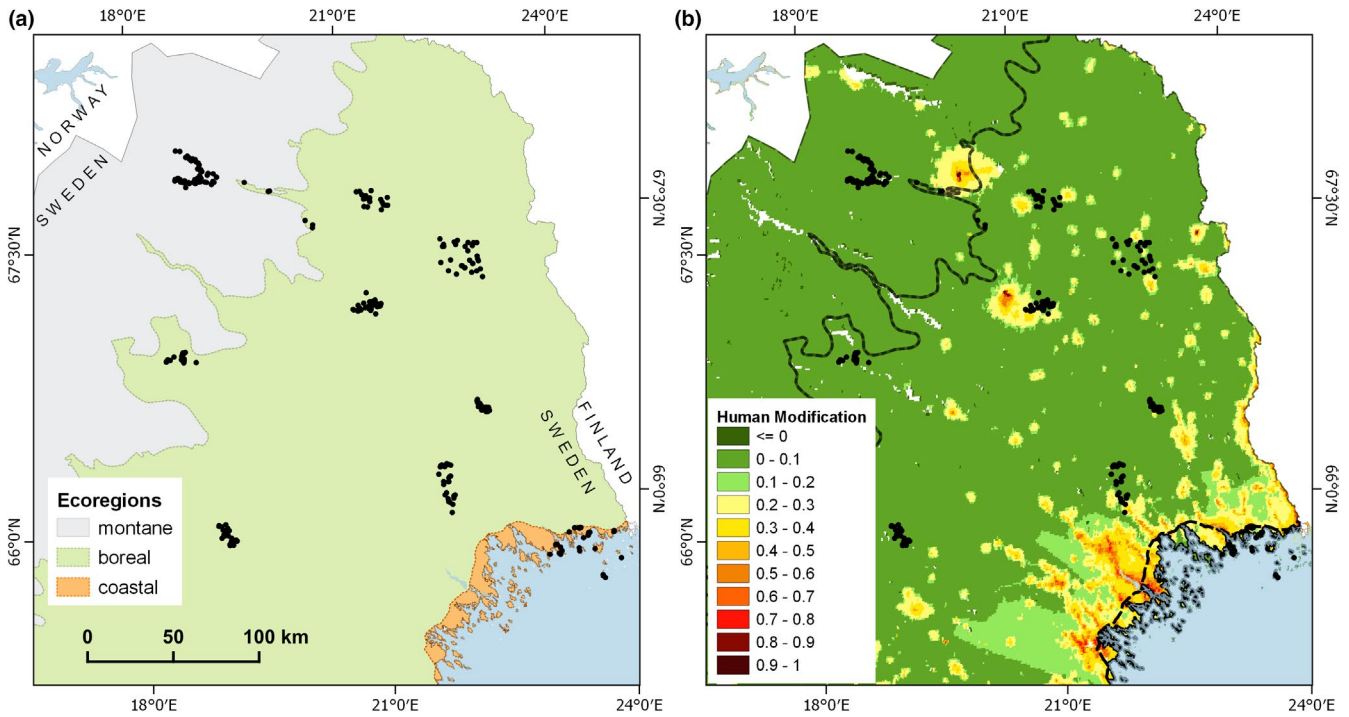 (a)
18°0'E 21°0'E 24°0'E
NORWAY
SWEDEN
67°30'N
67°30'N
FINLAND
SWEDEN
66°0'N
66°0'N
Ecoregions
montane
boreal
coastal
0 50 100 km
18°0'E 21°0'E 24°0'E
(b)
18°0'E 21°0'E 24°0'E
67°30'N
66°0'N
Human Modification
<= 0
0 - 0.1
0.1 - 0.2
0.2 - 0.3
0.3 - 0.4
0.4 - 0.5
0.5 - 0.6
0.6 - 0.7
0.7 - 0.8
0.8 - 0.9
0.9 - 1
18°0'E 21°0'E 24°0'E